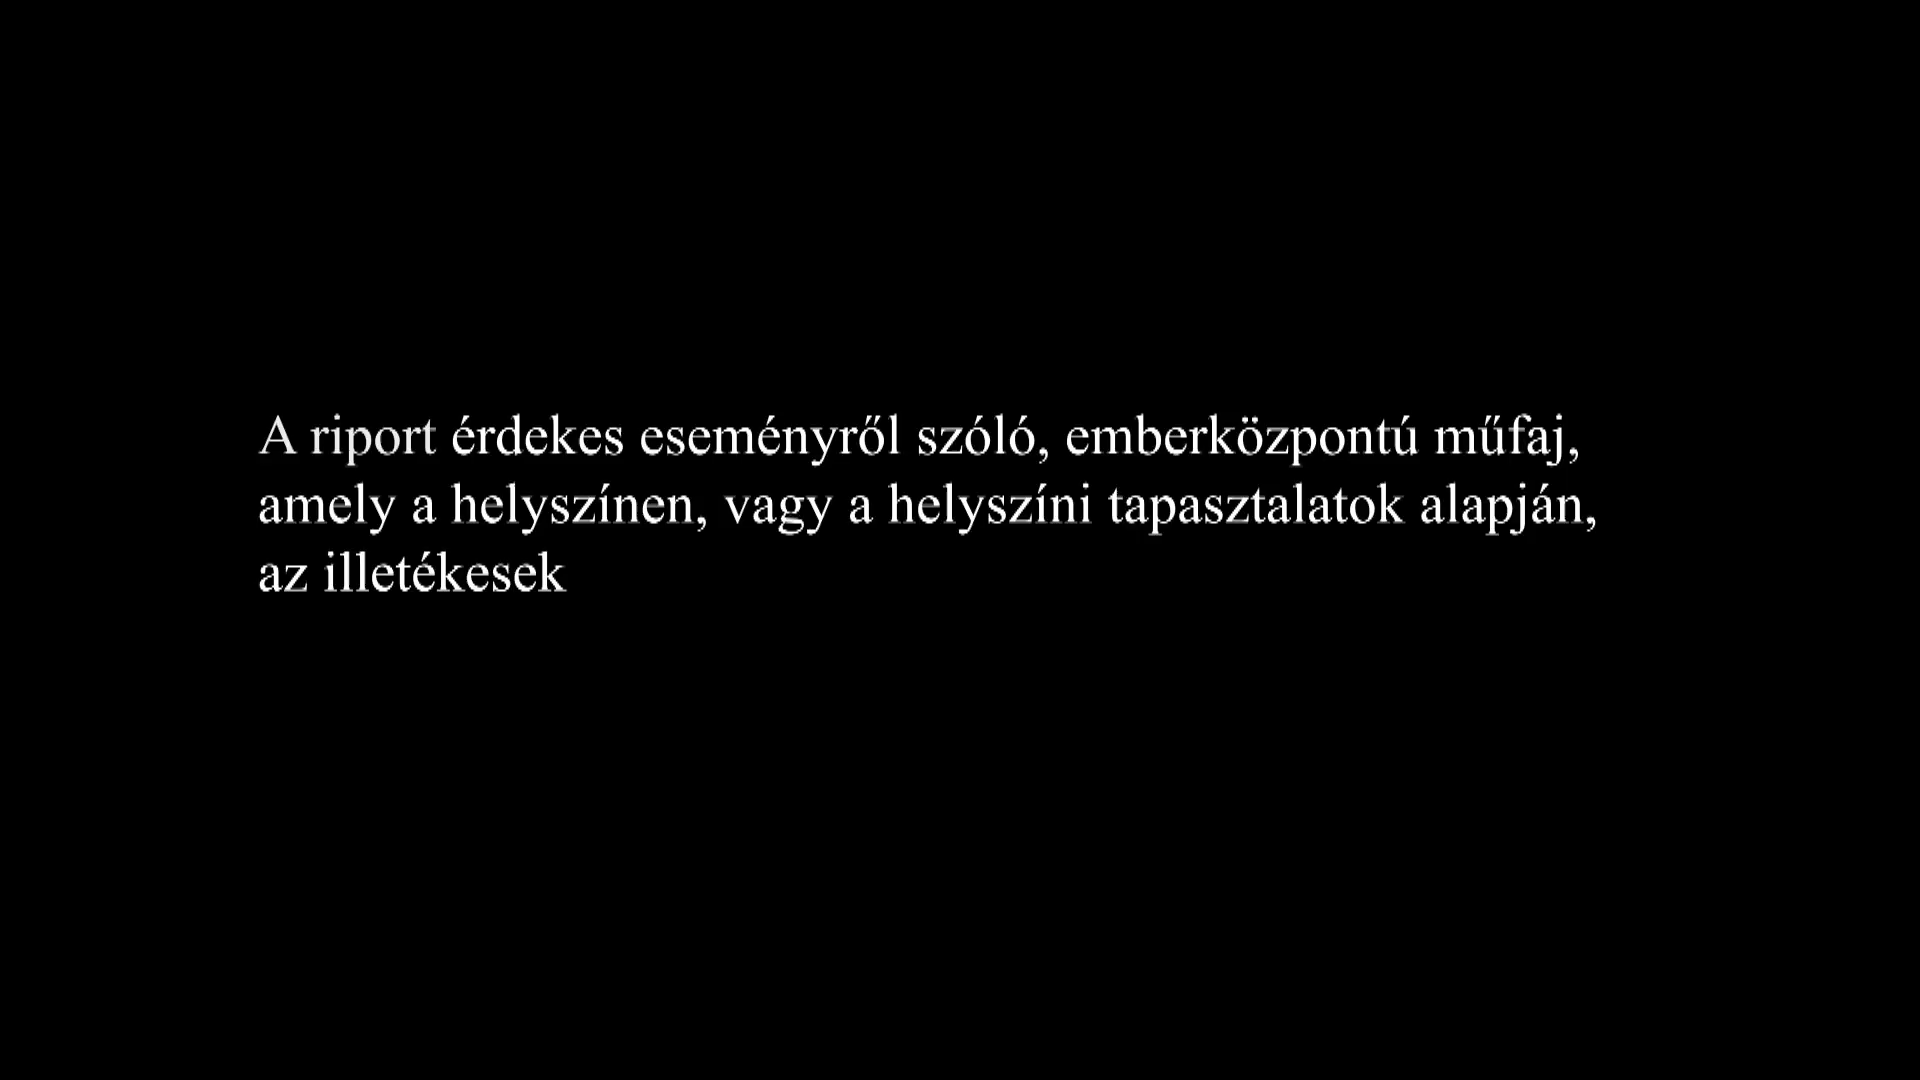 A riport érdekes eseményről szóló, emberközpontú műfaj,
amely a helyszínen, vagy a helyszíni tapasztalatok alapján,
az illetékesek